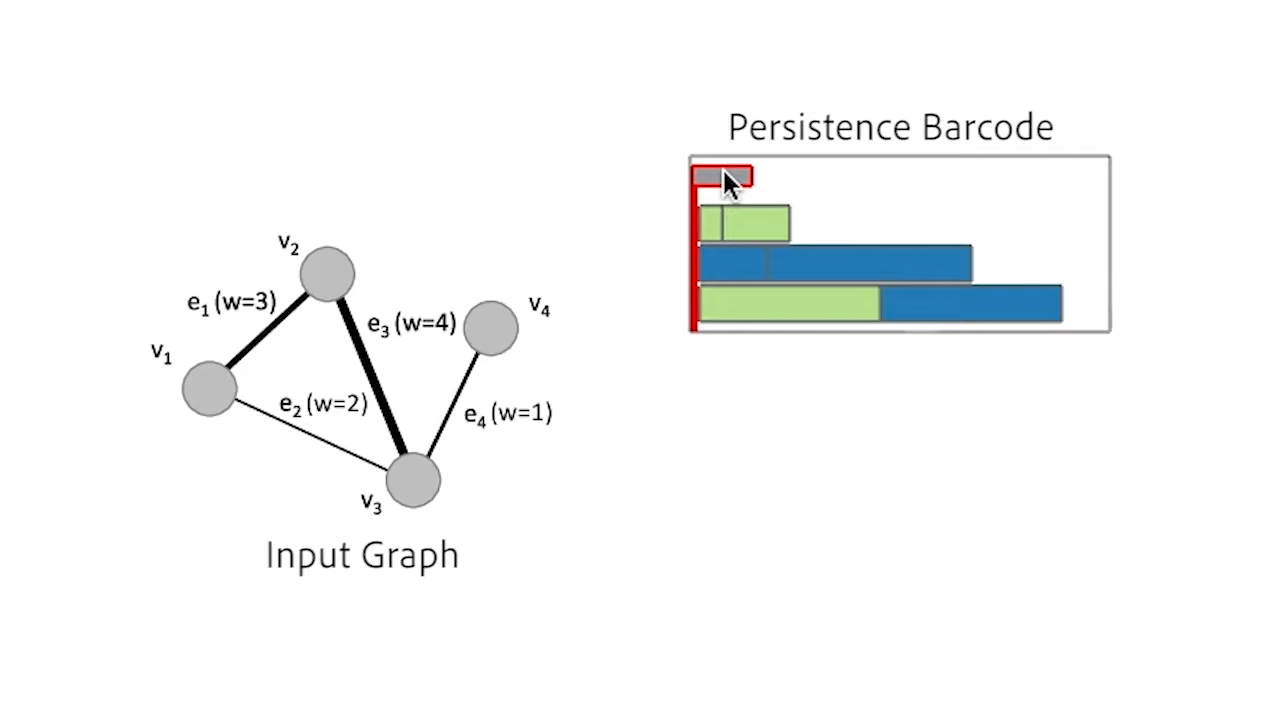 Persistence Barcode
v2
e1 (w=3)
e3 (w=4)
v4
v1
e2 (w=2)
e4 (w=1)
v3
Input Graph